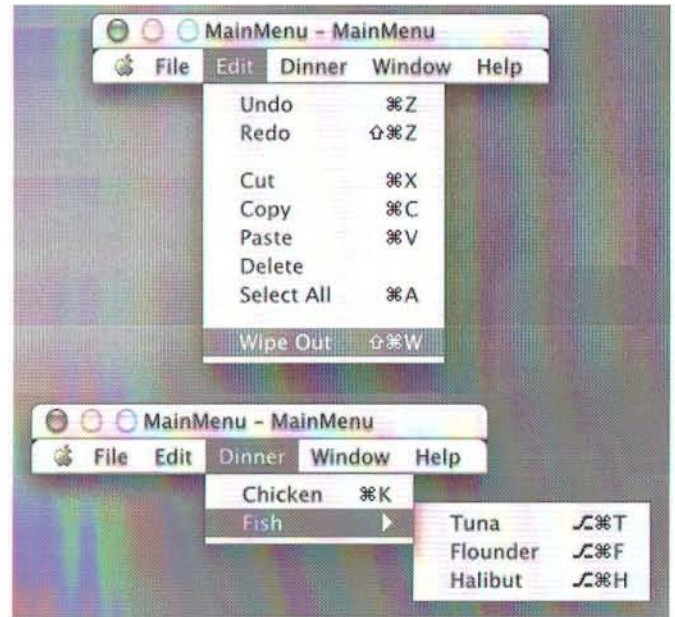 MainMenu – MainMenu
File Edit Dinner Window Help
Undo ⌘Z
Redo ⇧⌘Z
Cut ⌘X
Copy ⌘C
Paste ⌘V
Delete
Select All ⌘A
Wipe Out ⇧⌘W
MainMenu – MainMenu
File Edit Dinner Window Help
Chicken ⌘K
Fish ▶
Tuna ⌥⌘T
Flounder ⌥⌘F
Halibut ⌥⌘H